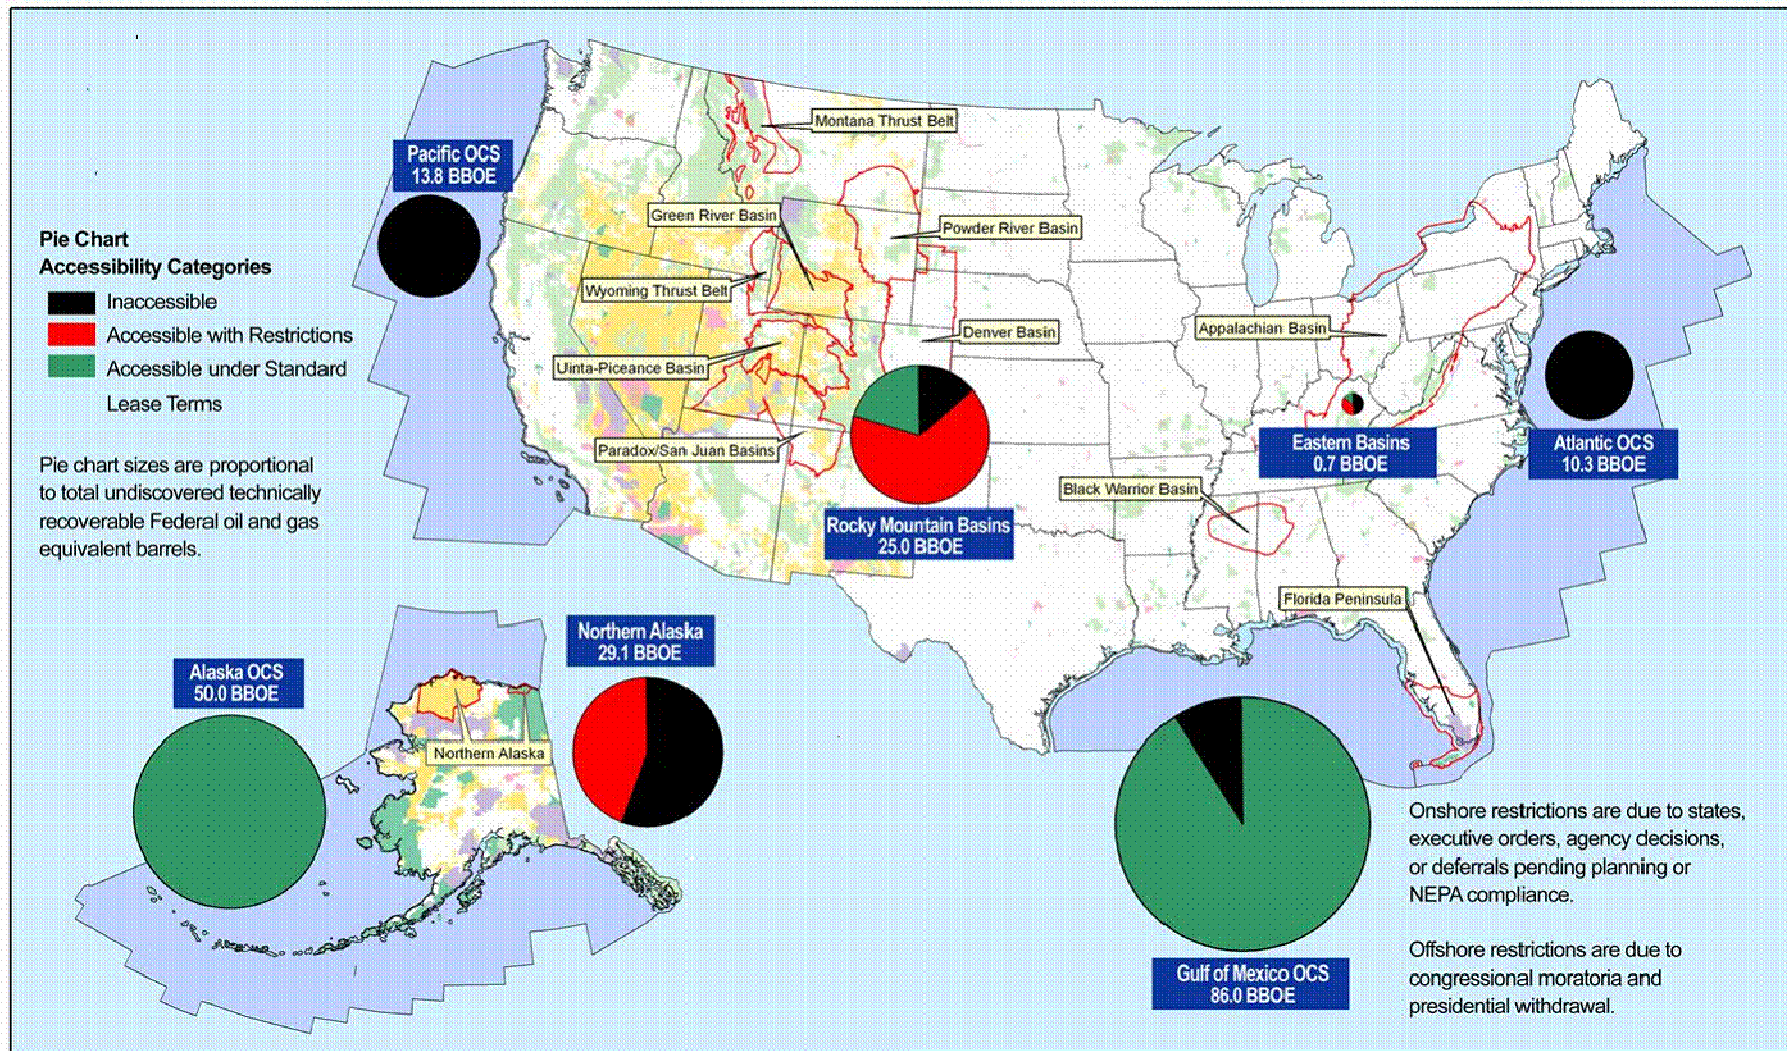 Pacific OCS
13.8 BBOE
Pie Chart
Accessibility Categories
Inaccessible
Accessible with Restrictions
Accessible under Standard
Lease Terms
Pie chart sizes are proportional
to total undiscovered technically
recoverable Federal oil and gas
equivalent barrels.
Montana Thrust Belt
Green River Basin
Powder River Basin
Wyoming Thrust Belt
Denver Basin
Uinta-Piceance Basin
Paradox/San Juan Basins
Rocky Mountain Basins
25.0 BBOE
Appalachian Basin
Eastern Basins
0.7 BBOE
Atlantic OCS
10.3 BBOE
Black Warrior Basin
Florida Peninsula
Alaska OCS
50.0 BBOE
Northern Alaska
29.1 BBOE
Northern Alaska
Gulf of Mexico OCS
86.0 BBOE
Onshore restrictions are due to states,
executive orders, agency decisions,
or deferrals pending planning or
NEPA compliance.
Offshore restrictions are due to
congressional moratoria and
presidential withdrawal.